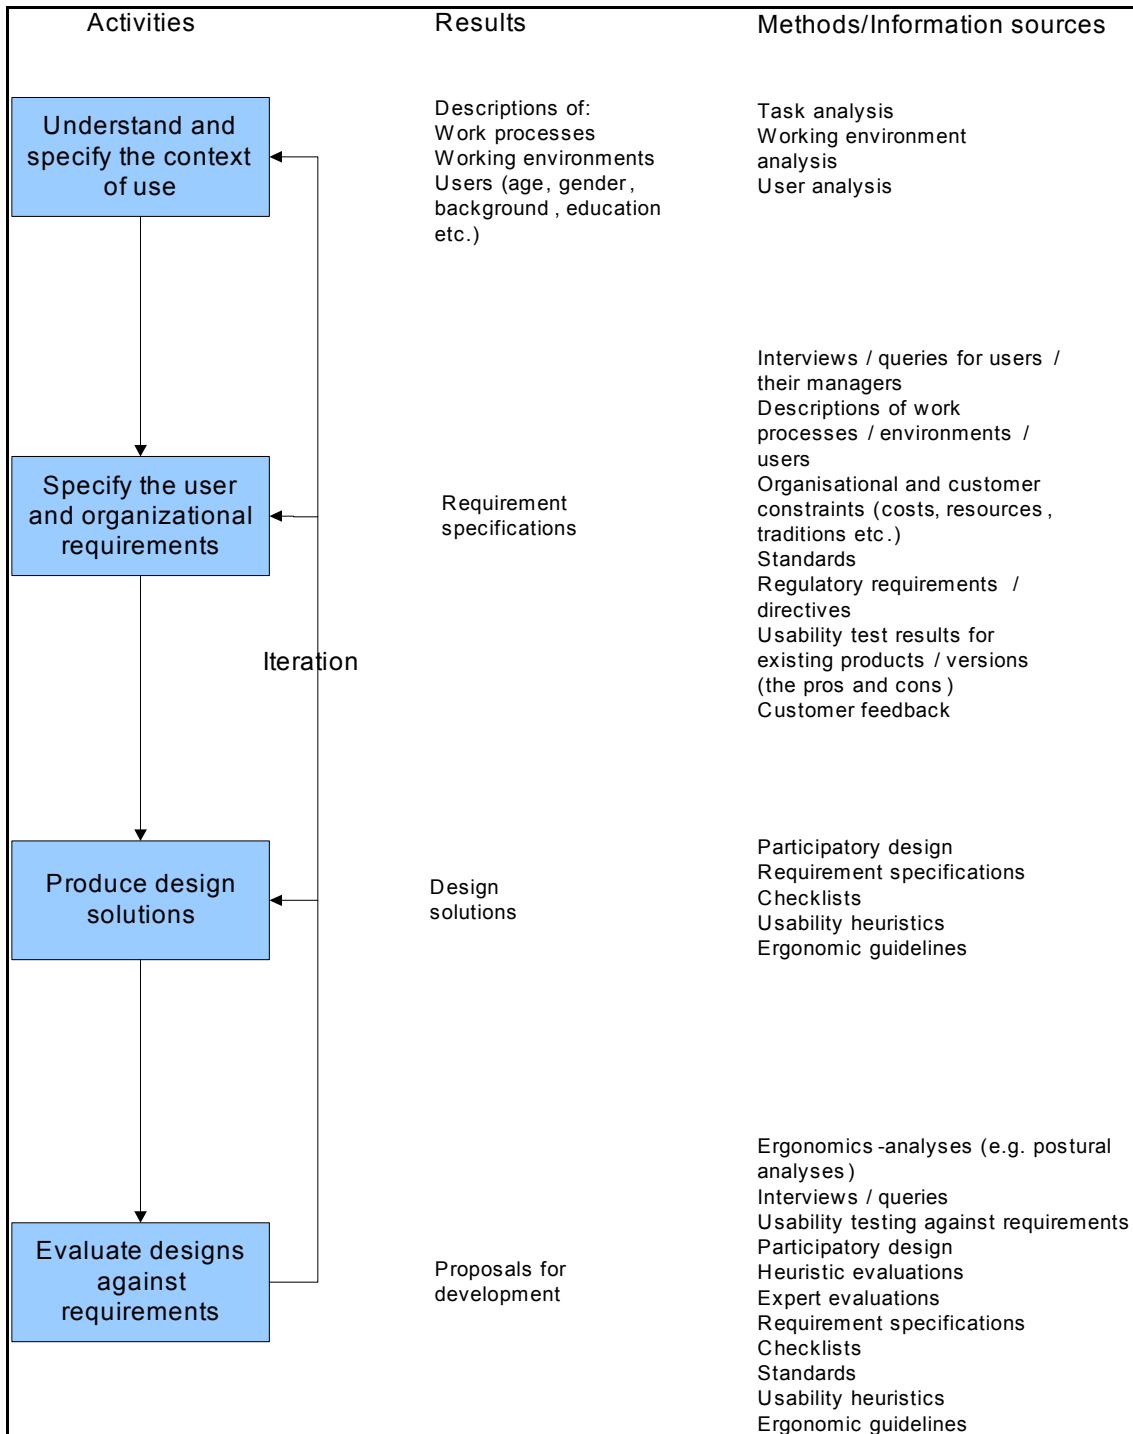 Activities
Results
Methods/Information sources
Understand and
specify the context
of use
Descriptions of:
Work processes
Working environments
Users (age, gender,
background, education
etc.)
Task analysis
Working environment
analysis
User analysis
Specify the user
and organizational
requirements
Requirement
specifications
Interviews / queries for users /
their managers
Descriptions of work
processes / environments /
users
Organisational and customer
constraints (costs, resources,
traditions etc.)
Standards
Regulatory requirements /
directives
Usability test results for
existing products / versions
(the pros and cons)
Customer feedback
Iteration
Produce design
solutions
Design
solutions
Participatory design
Requirement specifications
Checklists
Usability heuristics
Ergonomic guidelines
Evaluate designs
against
requirements
Proposals for
development
Ergonomics-analyses (e.g. postural
analyses)
Interviews / queries
Usability testing against requirements
Participatory design
Heuristic evaluations
Expert evaluations
Requirement specifications
Checklists
Standards
Usability heuristics
Ergonomic guidelines